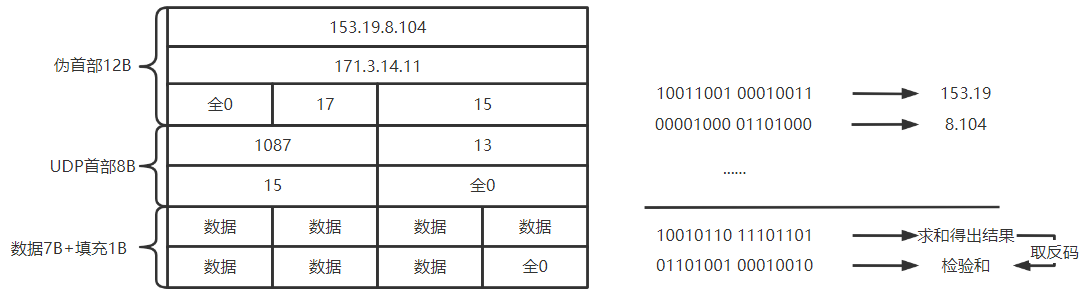 153.19.8.104
伪首部12B
171.3.14.11
全0 17 15
1087 13
UDP首部8B
15 全0
数据 数据 数据 数据
数据7B+填充1B
数据 数据 数据 全0
10011001 00010011 153.19
00001000 01101000 8.104
......
10010110 11101101 求和得出结果
取反码
01101001 00010010 检验和